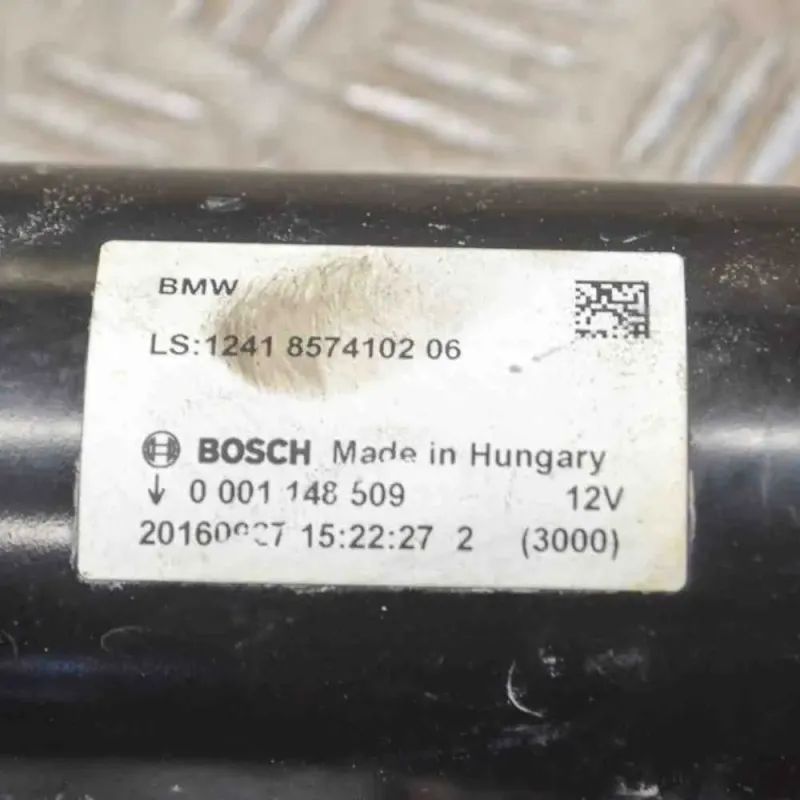 BMW
LS:1241 8574102 06
BOSCH Made in Hungary
↓ 0 001 148 509 12V
15:22:27 2 (3000)